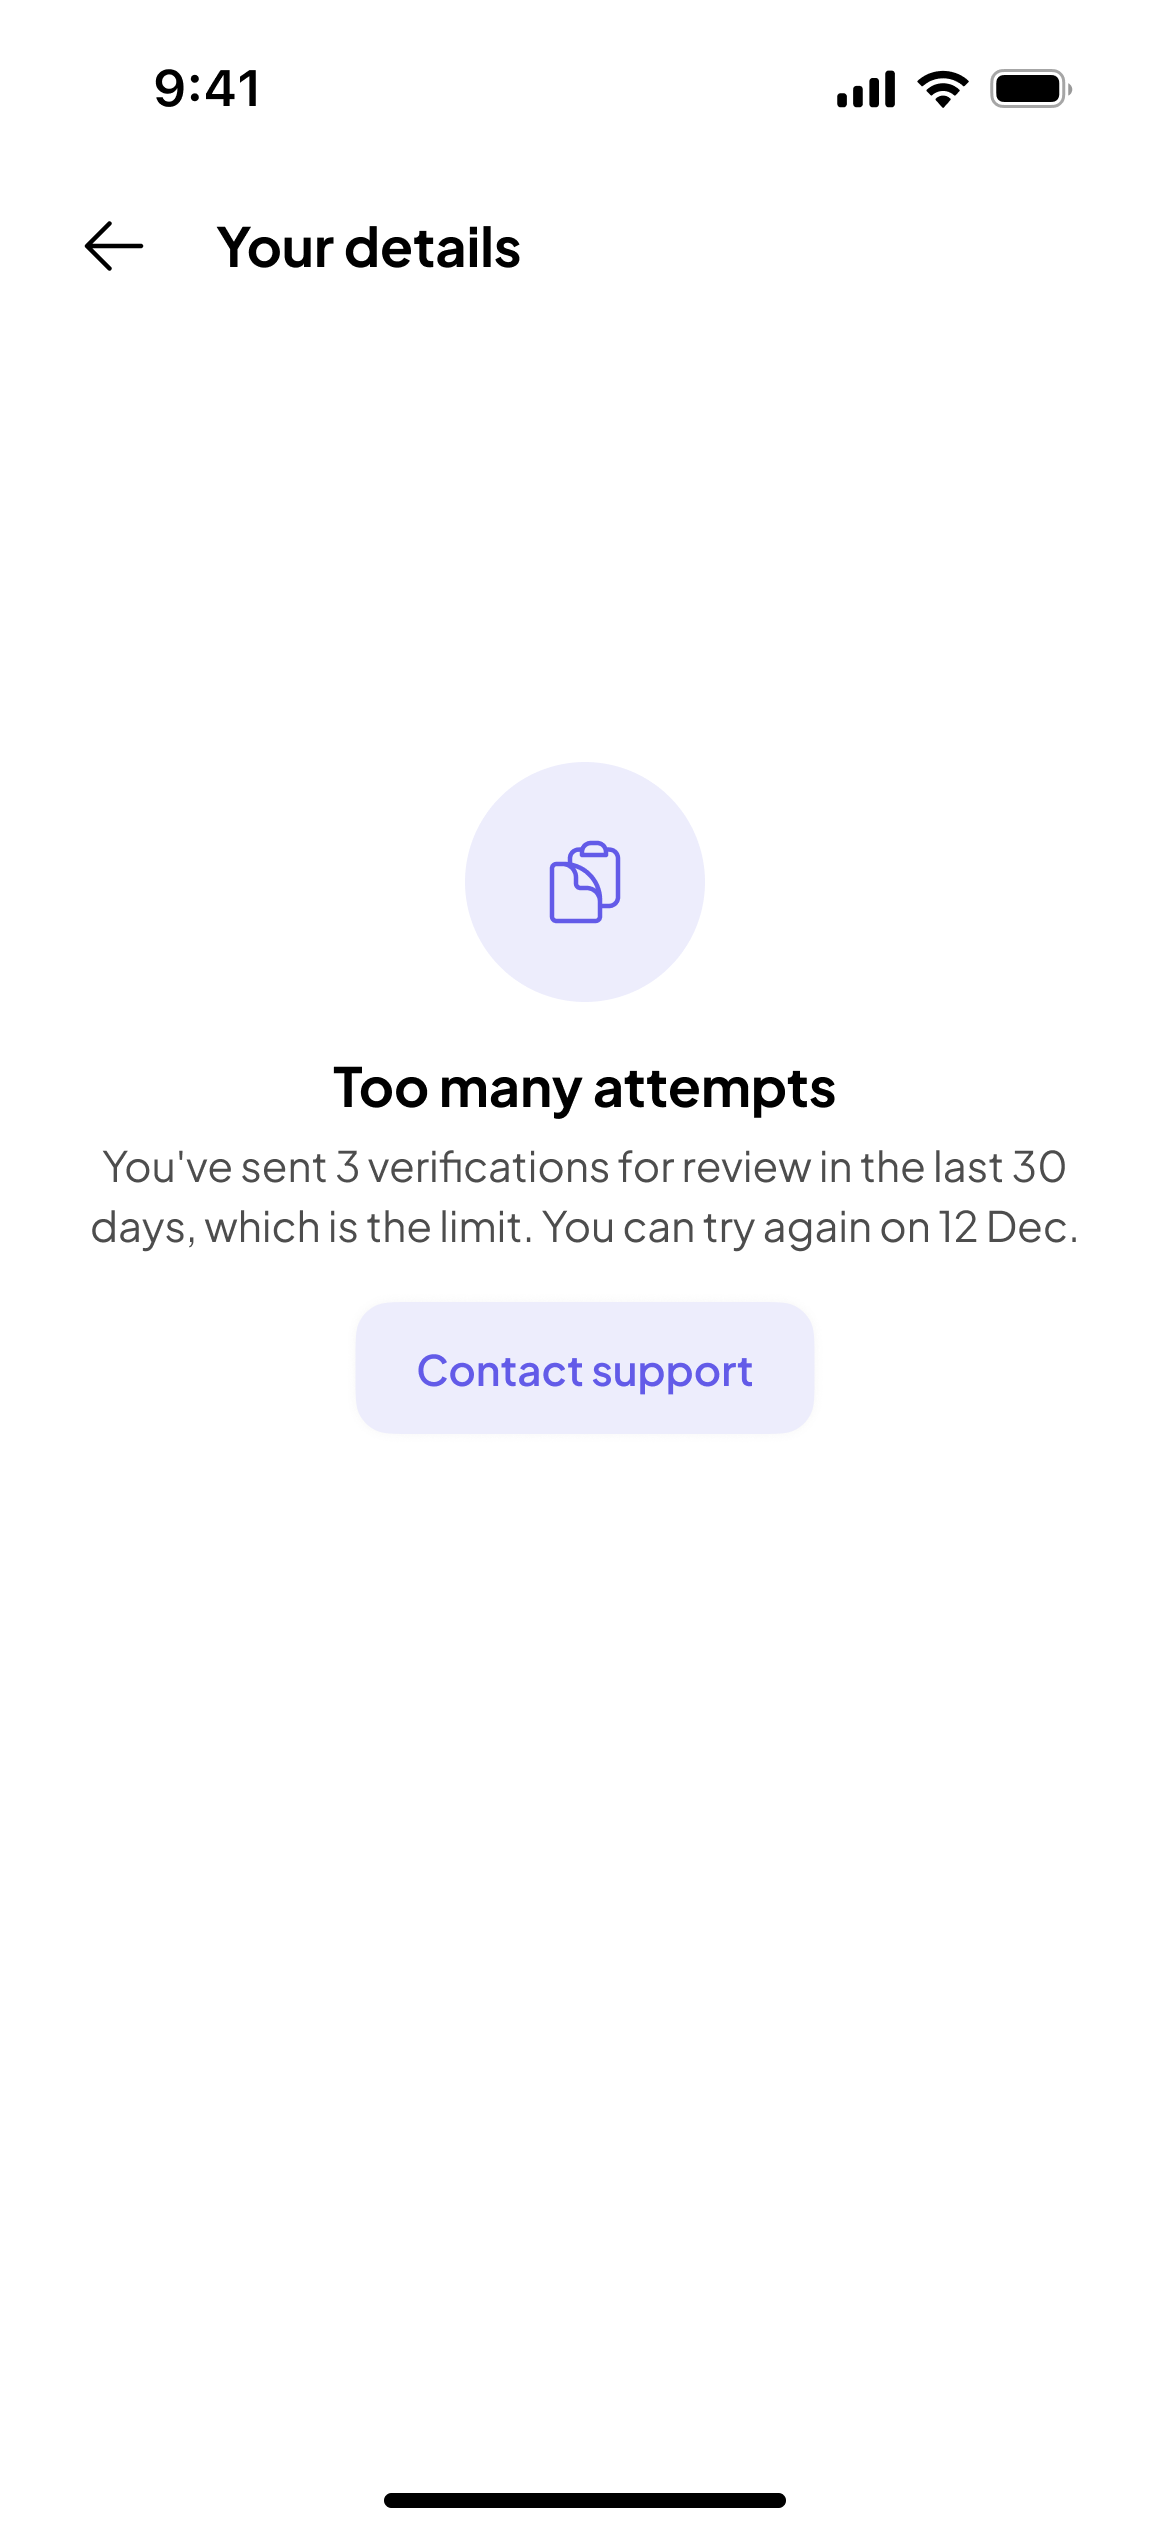 9:41
Your details
Too many attempts
You've sent 3 verifications for review in the last 30
days, which is the limit. You can try again on 12 Dec.
Contact support